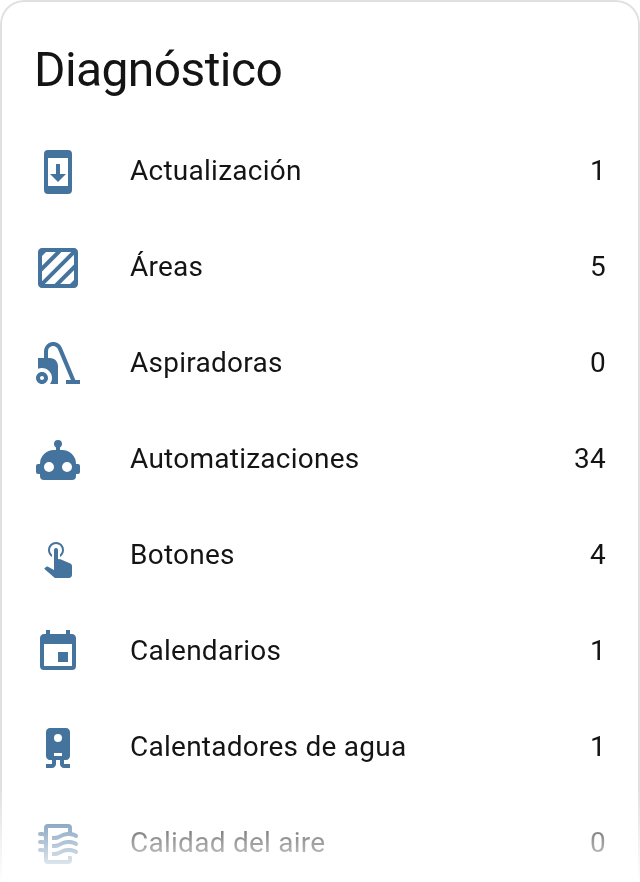 Diagnóstico
Actualización 1
Áreas 5
Aspiradoras 0
Automatizaciones 34
Botones 4
Calendarios 1
Calentadores de agua 1
Calidad del aire 0